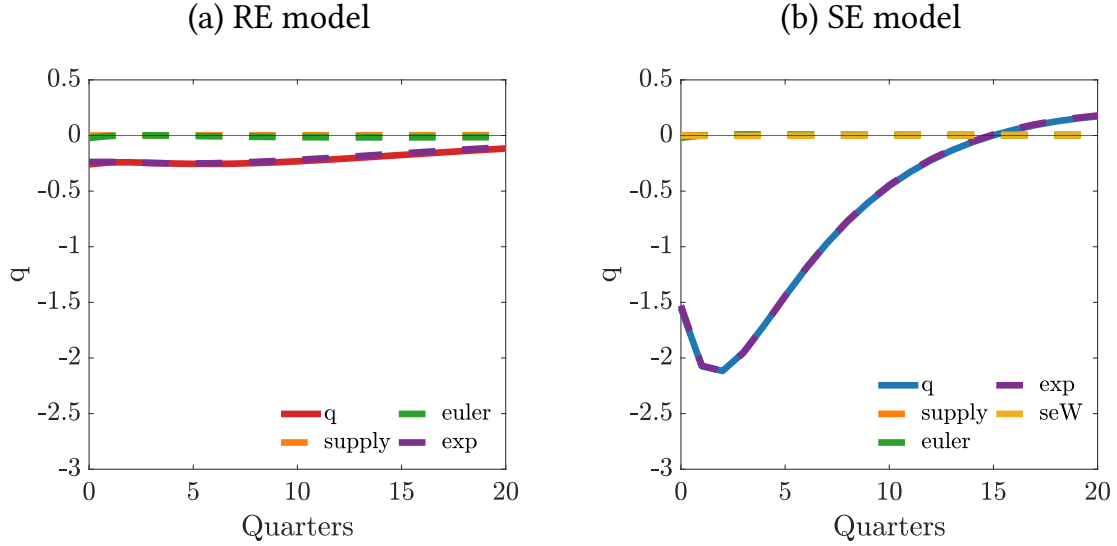 (a) RE model
0.5
0
-0.5
-1
-1.5
-2
-2.5
-3
q
0 5 10 15 20
Quarters
q
supply
euler
exp
(b) SE model
0.5
0
-0.5
-1
-1.5
-2
-2.5
-3
q
0 5 10 15 20
Quarters
q
supply
euler
exp
seW